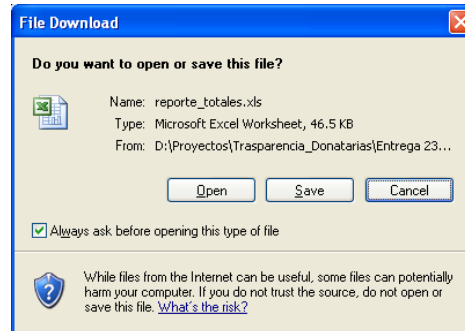 File Download
Do you want to open or save this file?
Name: reporte_totales.xls
Type: Microsoft Excel Worksheet, 46.5 KB
From: D:\Proyectos\Trasparencia_Donatarias\Entrega 23...
Open Save Cancel
Always ask before opening this type of file
While files from the Internet can be useful, some files can potentially
harm your computer. If you do not trust the source, do not open or
save this file. What's the risk?